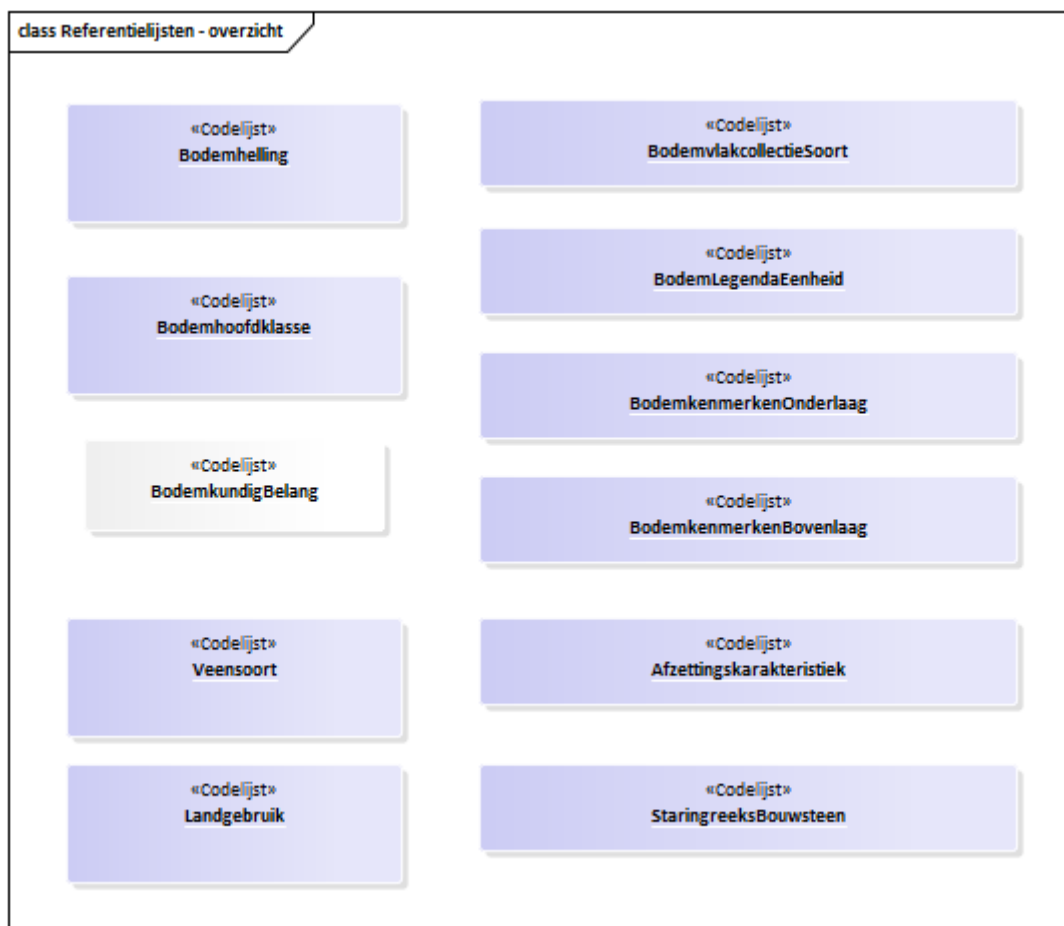 class Referentielijsten - overzicht
«Codelijst»
Bodemhelling
«Codelijst»
Bodemhoofdklasse
«Codelijst»
BodemkundigBelang
«Codelijst»
Veensoort
«Codelijst»
Landgebruik
«Codelijst»
BodemvlakcollectieSoort
«Codelijst»
BodemLegendaEenheid
«Codelijst»
BodemkenmerkenOnderlaag
«Codelijst»
BodemkenmerkenBovenlaag
«Codelijst»
Afzettingskarakteristiek
«Codelijst»
StaringreeksBouwsteen